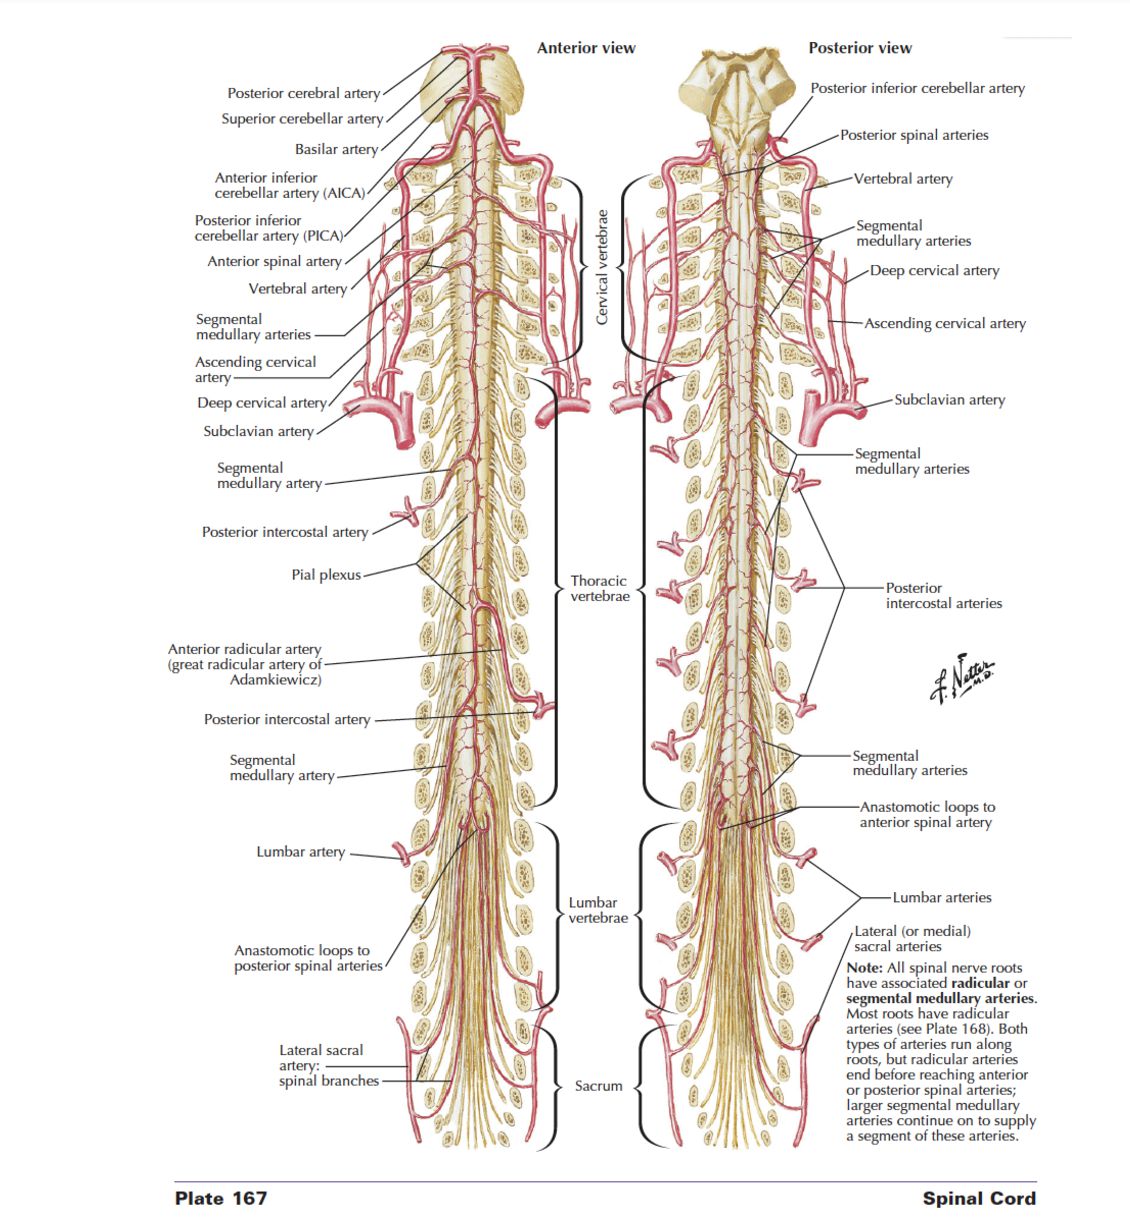 Anterior view
Posterior view
Posterior cerebral artery
Superior cerebellar artery
Basilar artery
Anterior inferior
cerebellar artery (AICA)
Posterior inferior
cerebellar artery (PICA)
Anterior spinal artery
Vertebral artery
Segmental
medullary arteries
Ascending cervical
artery
Deep cervical artery
Subclavian artery
Segmental
medullary artery
Posterior intercostal artery
Pial plexus
Anterior radicular artery
(great radicular artery of
Adamkiewicz)
Posterior intercostal artery
Segmental
medullary artery
Lumbar artery
Anastomotic loops to
posterior spinal arteries
Lateral sacral
artery:
spinal branches
Cervical vertebrae
Thoracic
vertebrae
Lumbar
vertebrae
Sacrum
Posterior inferior cerebellar artery
Posterior spinal arteries
Vertebral artery
Segmental
medullary arteries
Deep cervical artery
Ascending cervical artery
Subclavian artery
Segmental
medullary arteries
Posterior
intercostal arteries
F. Netter
M.D.
Segmental
medullary arteries
Anastomotic loops to
anterior spinal artery
Lumbar arteries
Lateral (or medial)
sacral arteries
Note: All spinal nerve roots
have associated radicular or
segmental medullary arteries.
Most roots have radicular
arteries (see Plate 168). Both
types of arteries run along
roots, but radicular arteries
end before reaching anterior
or posterior spinal arteries;
larger segmental medullary
arteries continue on to supply
a segment of these arteries.
Plate 167
Spinal Cord